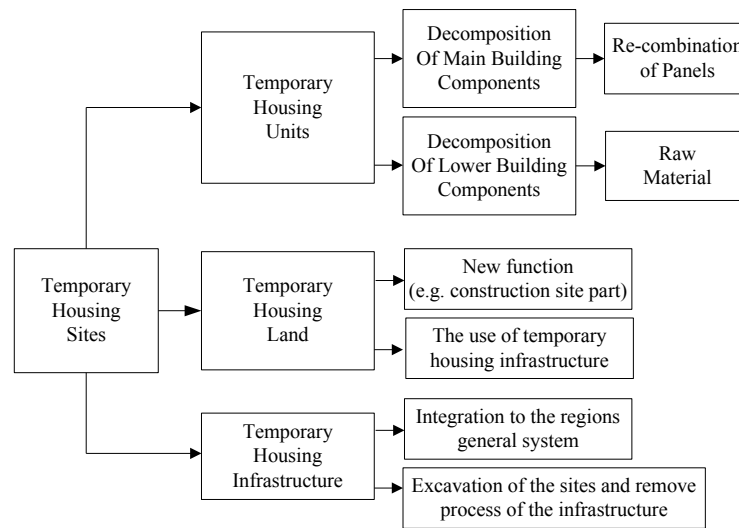 Temporary
Housing
Sites
Temporary
Housing
Units
Decomposition
Of Main Building
Components
Re-combination
of Panels
Decomposition
Of Lower Building
Components
Raw
Material
Temporary
Housing
Land
New function
(e.g. construction site part)
The use of temporary
housing infrastructure
Temporary
Housing
Infrastructure
Integration to the regions
general system
Excavation of the sites and remove
process of the infrastructure